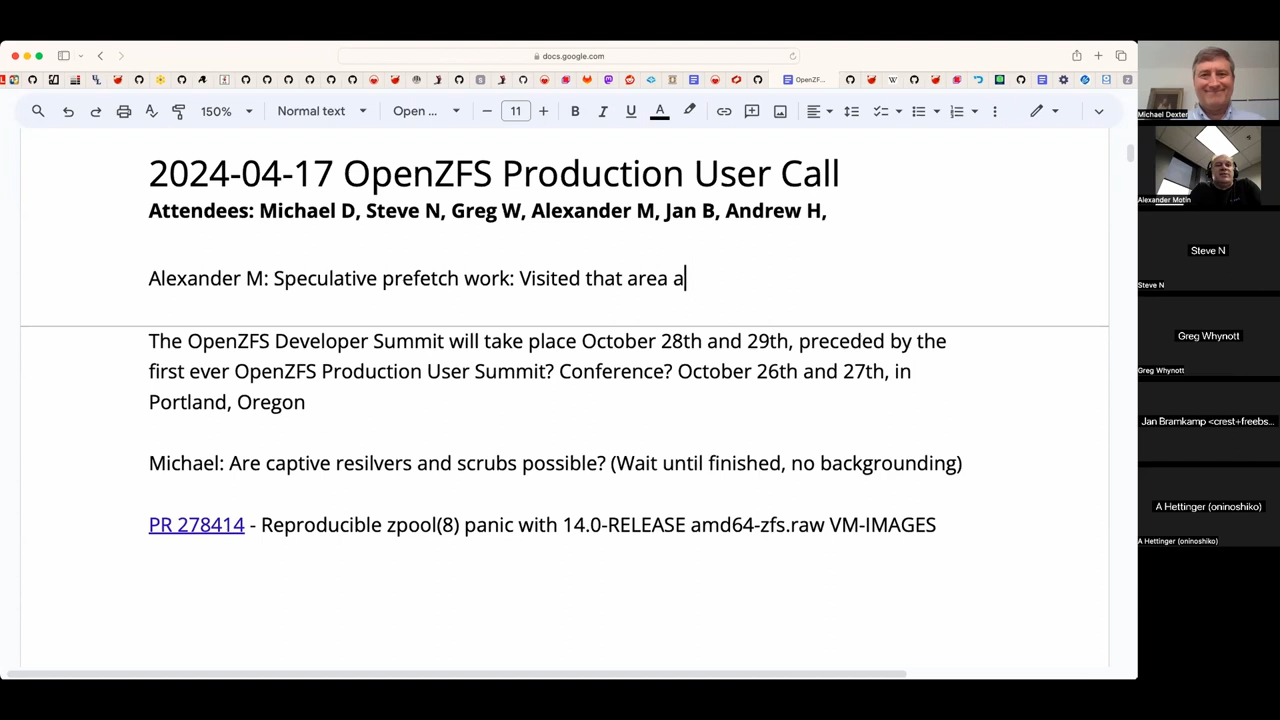 docs.google.com
OpenZF...
150%
Normal text
Open ...
11
2024-04-17 OpenZFS Production User Call
Attendees: Michael D, Steve N, Greg W, Alexander M, Jan B, Andrew H,
Alexander M: Speculative prefetch work: Visited that area a
The OpenZFS Developer Summit will take place October 28th and 29th, preceded by the
first ever OpenZFS Production User Summit? Conference? October 26th and 27th, in
Portland, Oregon
Michael: Are captive resilvers and scrubs possible? (Wait until finished, no backgrounding)
PR 278414 - Reproducible zpool(8) panic with 14.0-RELEASE amd64-zfs.raw VM-IMAGES
Michael Dexter
Alexander Motin
Steve N
Steve N
Greg Whynott
Greg Whynott
Jan Bramkamp <crest+freebs...
A Hettinger (oninoshiko)
A Hettinger (oninoshiko)